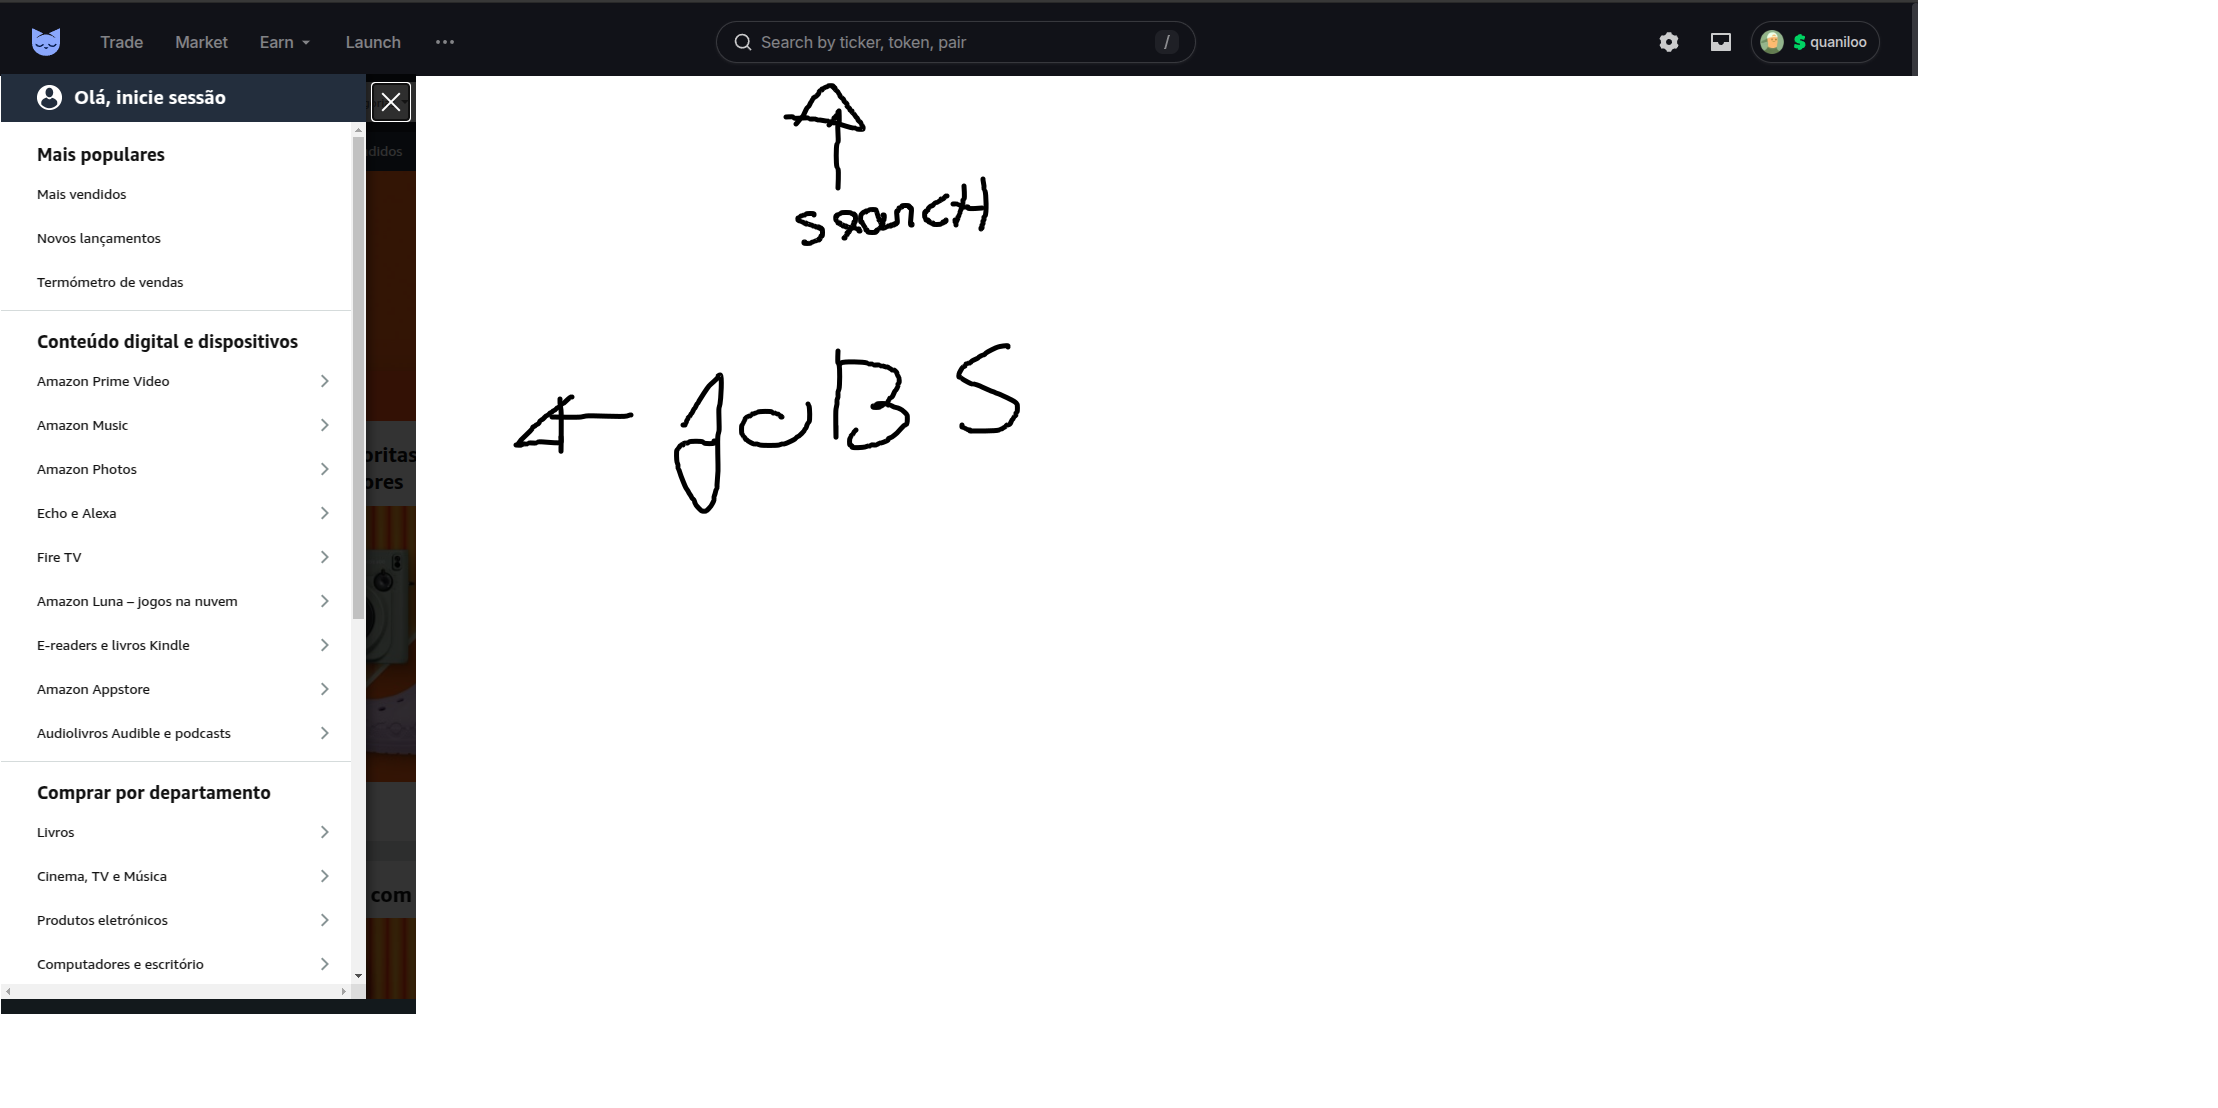 Trade Market Earn Launch ••• Search by ticker, token, pair / $ quaniloo
Olá, inicie sessão
Mais populares
didos
Mais vendidos
Novos lançamentos
Termómetro de vendas
Conteúdo digital e dispositivos
Amazon Prime Video
Amazon Music
Amazon Photos
oritas
ores
Echo e Alexa
Fire TV
Amazon Luna – jogos na nuvem
E-readers e livros Kindle
Amazon Appstore
Audiolivros Audible e podcasts
Comprar por departamento
Livros
Cinema, TV e Música
com
Produtos eletrónicos
Computadores e escritório
JOBS